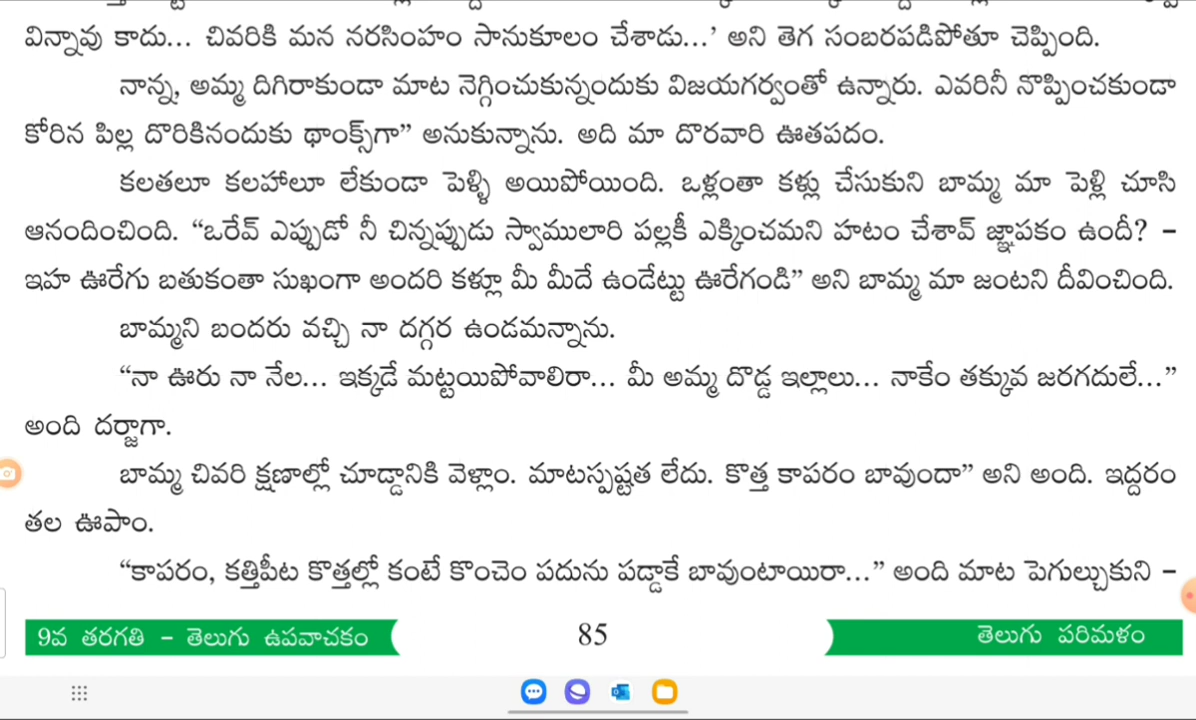 విన్నావు కాదు... చివరికి మన నరసింహం సానుకూలం చేశాడు...’ అని తెగ సంబరపడిపోతూ చెప్పింది.
నాన్న, అమ్మ దిగిరాకుండా మాట నెగ్గించుకున్నందుకు విజయగర్వంతో ఉన్నారు. ఎవరినీ నొప్పించకుండా
కోరిన పిల్ల దొరికినందుకు థాంక్స్‌గా” అనుకున్నాను. అది మా దొరవారి ఊతపదం.
కలతలూ కలహాలూ లేకుండా పెళ్ళి అయిపోయింది. ఒళ్లంతా కళ్లు చేసుకుని బామ్మ మా పెళ్లి చూసి
ఆనందించింది. “ఒరేవ్ ఎప్పుడో నీ చిన్నప్పుడు స్వాములారి పల్లకీ ఎక్కించమని హటం చేశావ్ జ్ఞాపకం ఉందీ? –
ఇహ ఊరేగు బతుకంతా సుఖంగా అందరి కళ్లూ మీ మీదే ఉండేట్టు ఊరేగండి” అని బామ్మ మా జంటని దీవించింది.
బామ్మని బందరు వచ్చి నా దగ్గర ఉండమన్నాను.
“నా ఊరు నా నేల... ఇక్కడే మట్టయిపోవాలిరా... మీ అమ్మ దొడ్డ ఇల్లాలు... నాకేం తక్కువ జరగదులే...”
అంది దర్జాగా.
బామ్మ చివరి క్షణాల్లో చూడ్డానికి వెళ్లాం. మాటస్పష్టత లేదు. కొత్త కాపరం బావుందా” అని అంది. ఇద్దరం
తల ఊపాం.
“కాపరం, కత్తిపీట కొత్తల్లో కంటే కొంచెం పదును పడ్డాకే బావుంటాయిరా...” అంది మాట పెగుల్చుకుని –
9వ తరగతి – తెలుగు ఉపవాచకం 85 తెలుగు పరిమళం